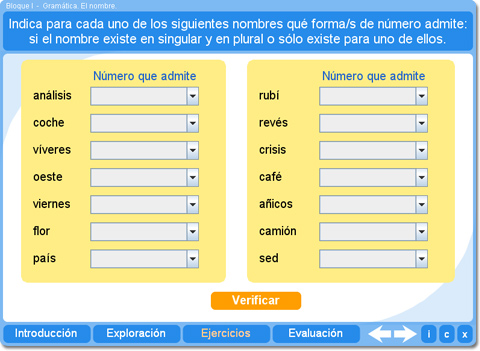 Bloque I - Gramática. El nombre.
Indica para cada uno de los siguientes nombres qué forma/s de número admite:
si el nombre existe en singular y en plural o sólo existe para uno de ellos.
Número que admite
análisis
coche
víveres
oeste
viernes
flor
país
Número que admite
rubí
revés
crisis
café
añicos
camión
sed
Verificar
Introducción
Exploración
Ejercicios
Evaluación
i
c
x